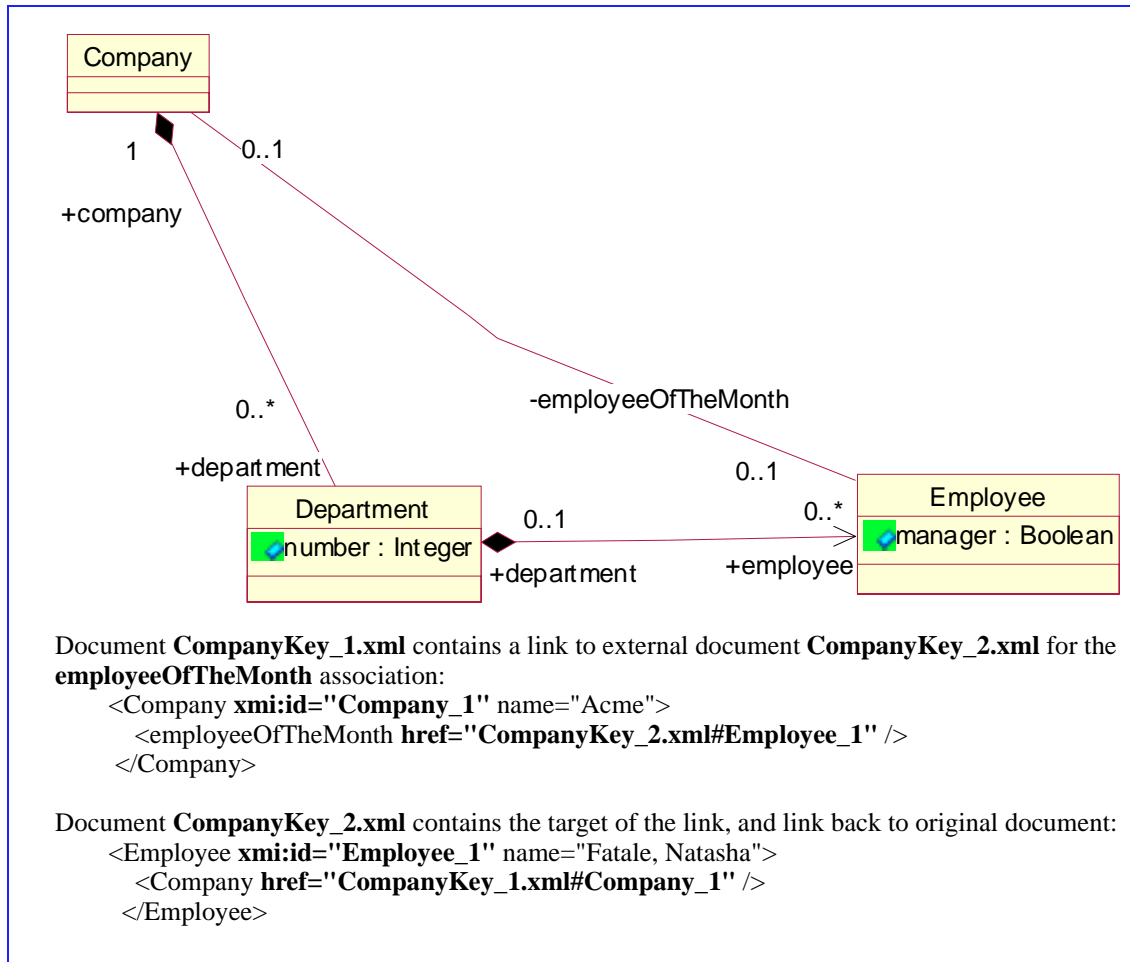 Company
1
0..1
+company
-employeeOfTheMonth
0..*
+department
0..1
Department
number : Integer
0..1
+department
0..*
+employee
Employee
manager : Boolean
Document CompanyKey_1.xml contains a link to external document CompanyKey_2.xml for the
employeeOfTheMonth association:
<Company xmi:id="Company_1" name="Acme">
<employeeOfTheMonth href="CompanyKey_2.xml#Employee_1" />
</Company>
Document CompanyKey_2.xml contains the target of the link, and link back to original document:
<Employee xmi:id="Employee_1" name="Fatale, Natasha">
<Company href="CompanyKey_1.xml#Company_1" />
</Employee>